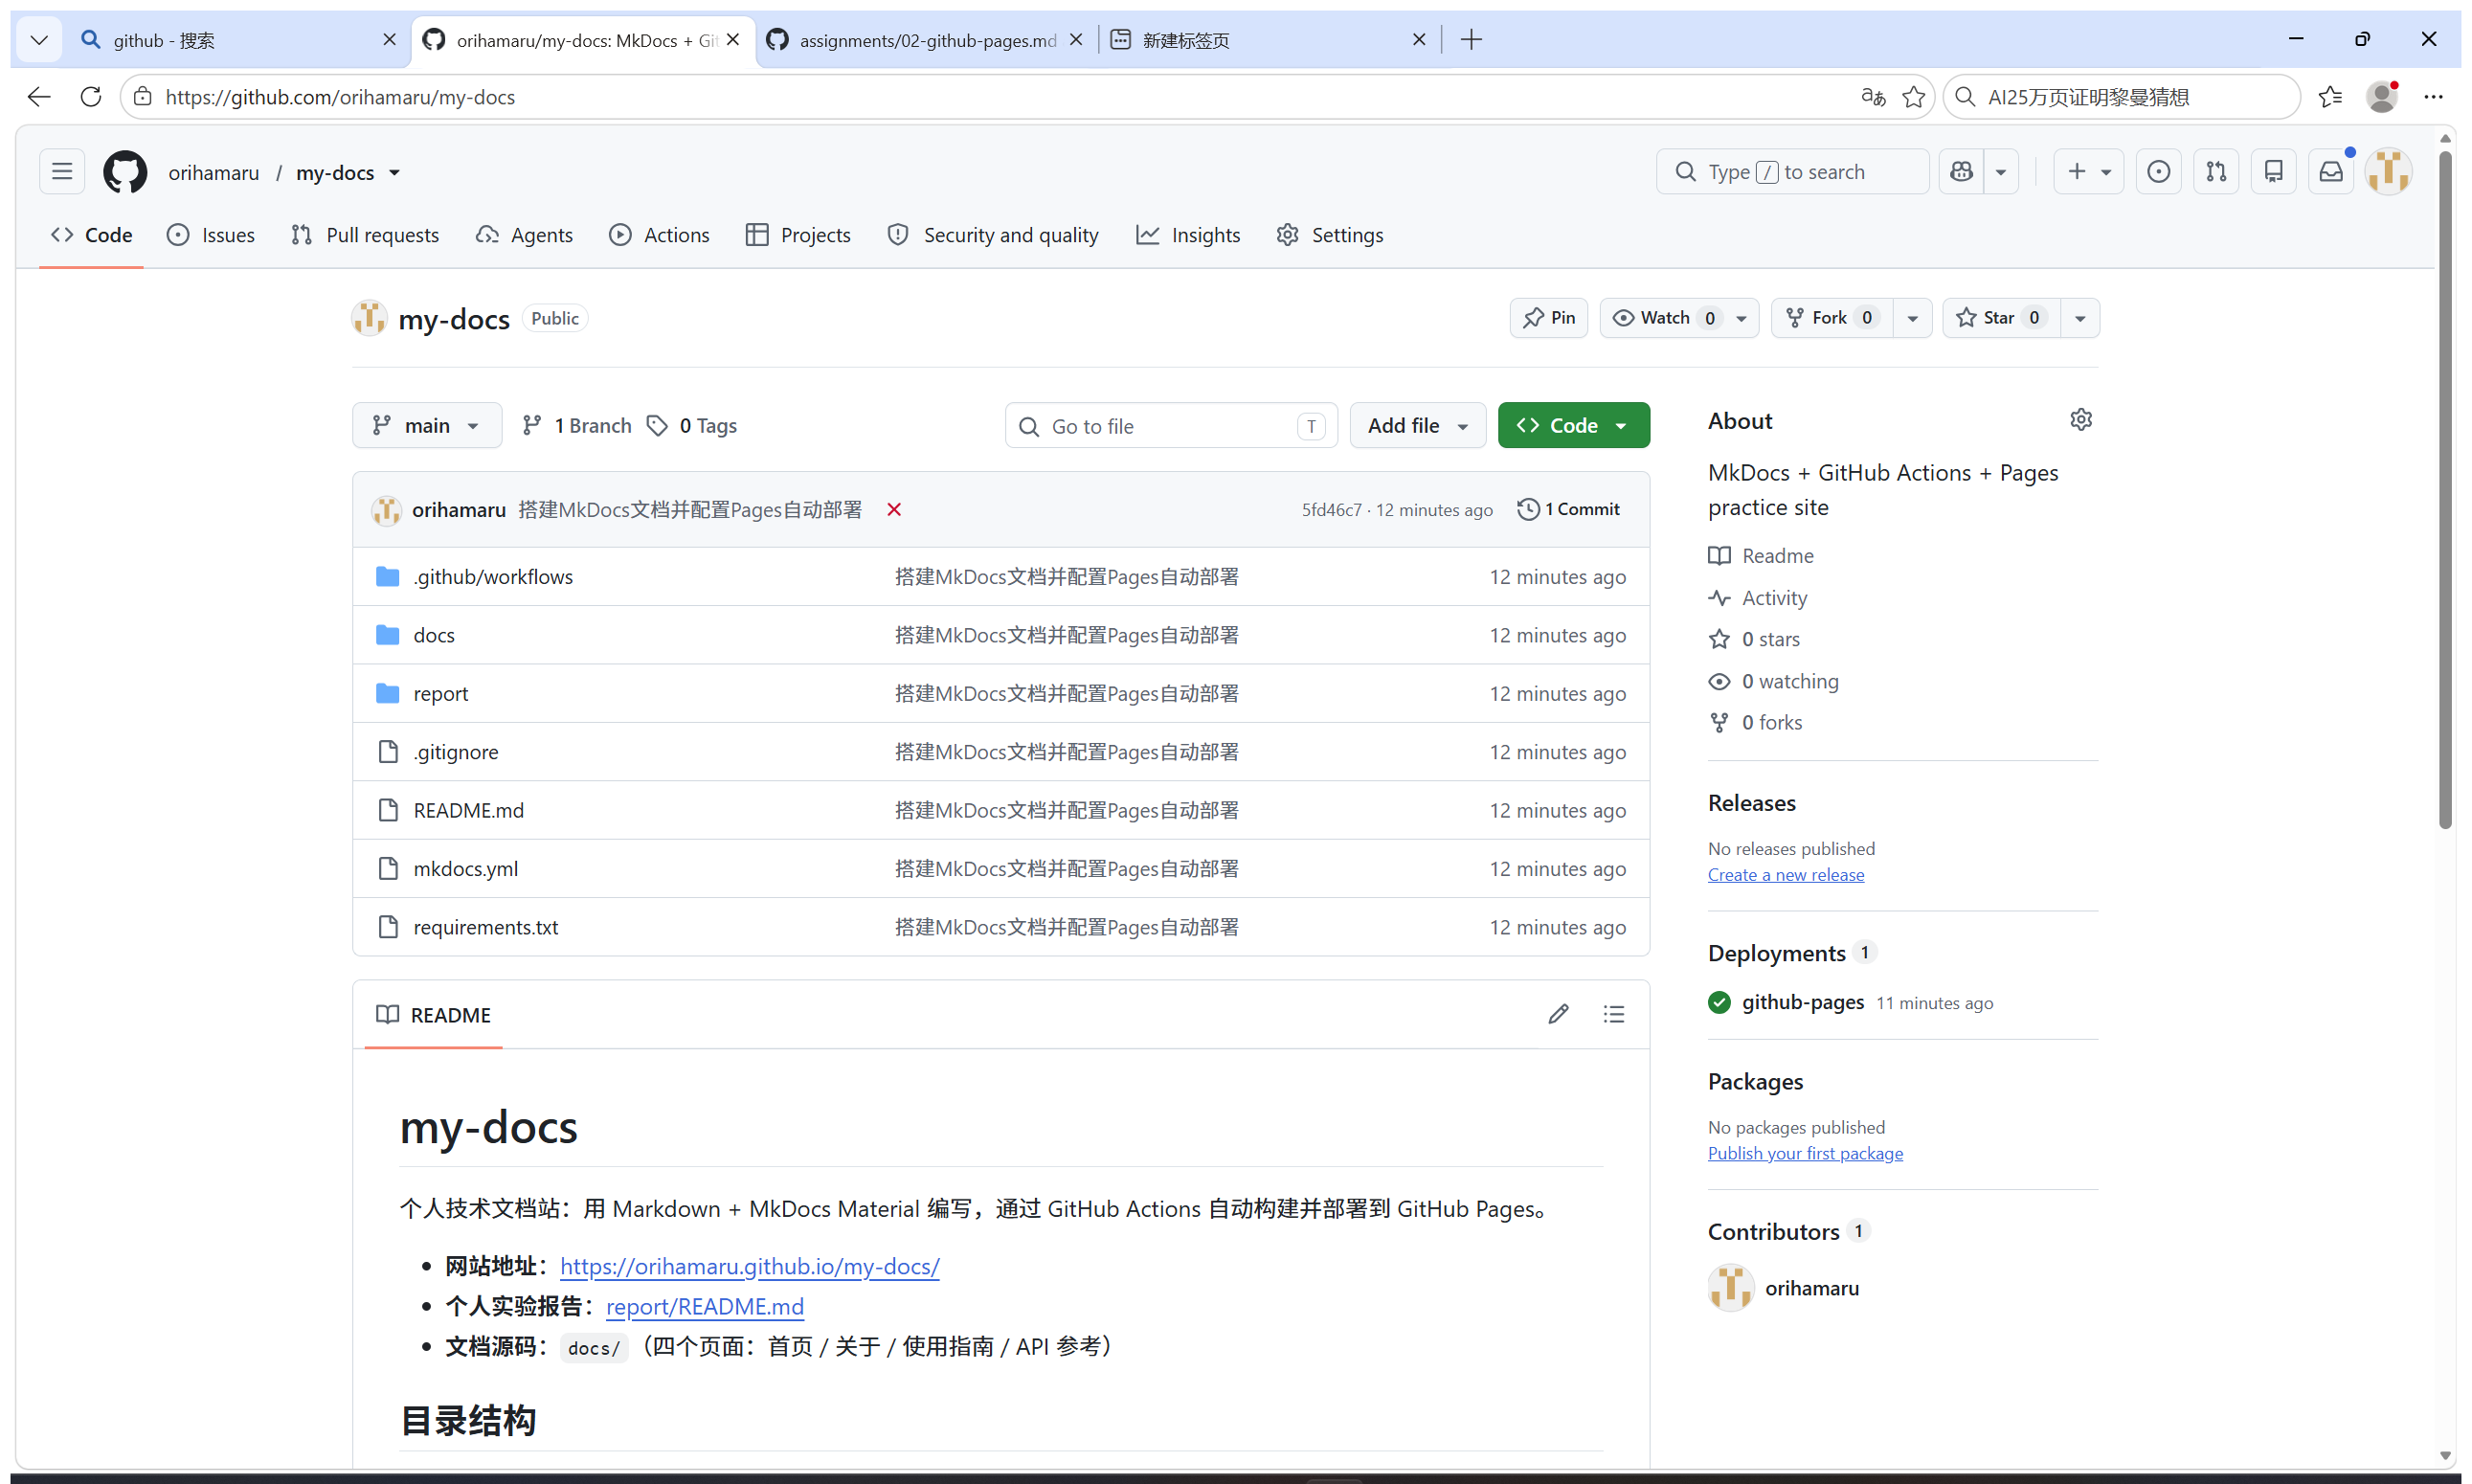 github - 搜索
orihamaru/my-docs: MkDocs + Git
assignments/02-github-pages.md
新建标签页
https://github.com/orihamaru/my-docs
AI25万页证明黎曼猜想
orihamaru / my-docs
Type / to search
Code
Issues
Pull requests
Agents
Actions
Projects
Security and quality
Insights
Settings
my-docs Public
Pin
Watch 0
Fork 0
Star 0
main
1 Branch
0 Tags
Go to file T
Add file
Code
orihamaru 搭建MkDocs文档并配置Pages自动部署 5fd46c7 · 12 minutes ago 1 Commit
.github/workflows 搭建MkDocs文档并配置Pages自动部署 12 minutes ago
docs 搭建MkDocs文档并配置Pages自动部署 12 minutes ago
report 搭建MkDocs文档并配置Pages自动部署 12 minutes ago
.gitignore 搭建MkDocs文档并配置Pages自动部署 12 minutes ago
README.md 搭建MkDocs文档并配置Pages自动部署 12 minutes ago
mkdocs.yml 搭建MkDocs文档并配置Pages自动部署 12 minutes ago
requirements.txt 搭建MkDocs文档并配置Pages自动部署 12 minutes ago
README
my-docs
个人技术文档站：用 Markdown + MkDocs Material 编写，通过 GitHub Actions 自动构建并部署到 GitHub Pages。
网站地址：https://orihamaru.github.io/my-docs/
个人实验报告：report/README.md
文档源码：docs/（四个页面：首页 / 关于 / 使用指南 / API 参考）
目录结构
About
MkDocs + GitHub Actions + Pages
practice site
Readme
Activity
0 stars
0 watching
0 forks
Releases
No releases published
Create a new release
Deployments 1
github-pages 11 minutes ago
Packages
No packages published
Publish your first package
Contributors 1
orihamaru